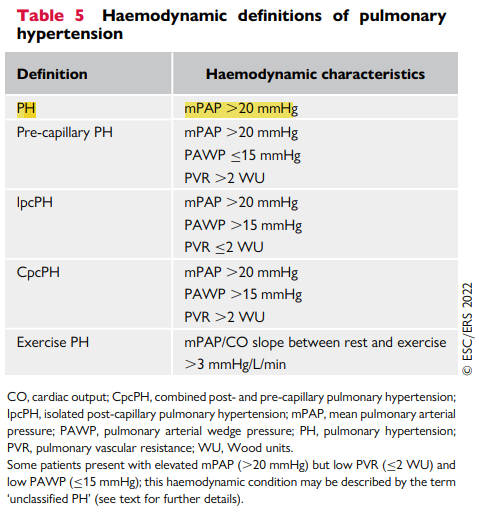 Table 5 Haemodynamic definitions of pulmonary
hypertension
Definition Haemodynamic characteristics
PH mPAP >20 mmHg
Pre-capillary PH mPAP >20 mmHg
PAWP ≤15 mmHg
PVR >2 WU
IpcPH mPAP >20 mmHg
PAWP >15 mmHg
PVR ≤2 WU
CpcPH mPAP >20 mmHg
PAWP >15 mmHg
PVR >2 WU
Exercise PH mPAP/CO slope between rest and exercise
>3 mmHg/L/min
© ESC/ERS 2022
CO, cardiac output; CpcPH, combined post- and pre-capillary pulmonary hypertension;
IpcPH, isolated post-capillary pulmonary hypertension; mPAP, mean pulmonary arterial
pressure; PAWP, pulmonary arterial wedge pressure; PH, pulmonary hypertension;
PVR, pulmonary vascular resistance; WU, Wood units.
Some patients present with elevated mPAP (>20 mmHg) but low PVR (≤2 WU) and
low PAWP (≤15 mmHg); this haemodynamic condition may be described by the term
‘unclassified PH’ (see text for further details).